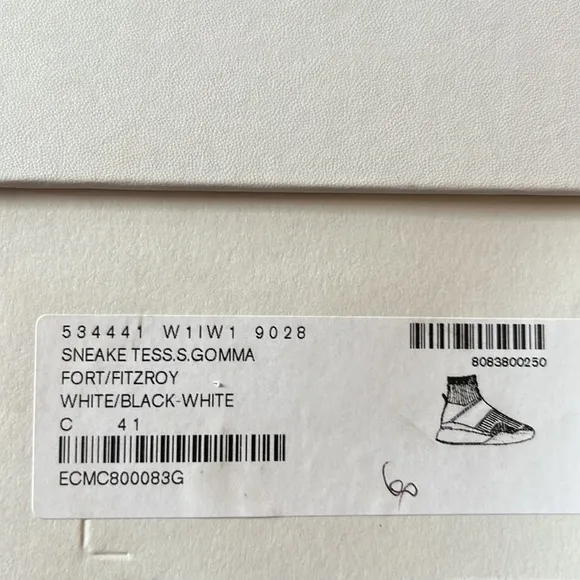 534441 W1IW1 9028
SNEAKE TESS.S.GOMMA
FORT/FITZROY
WHITE/BLACK-WHITE
C 41
ECMC800083G
8083800250